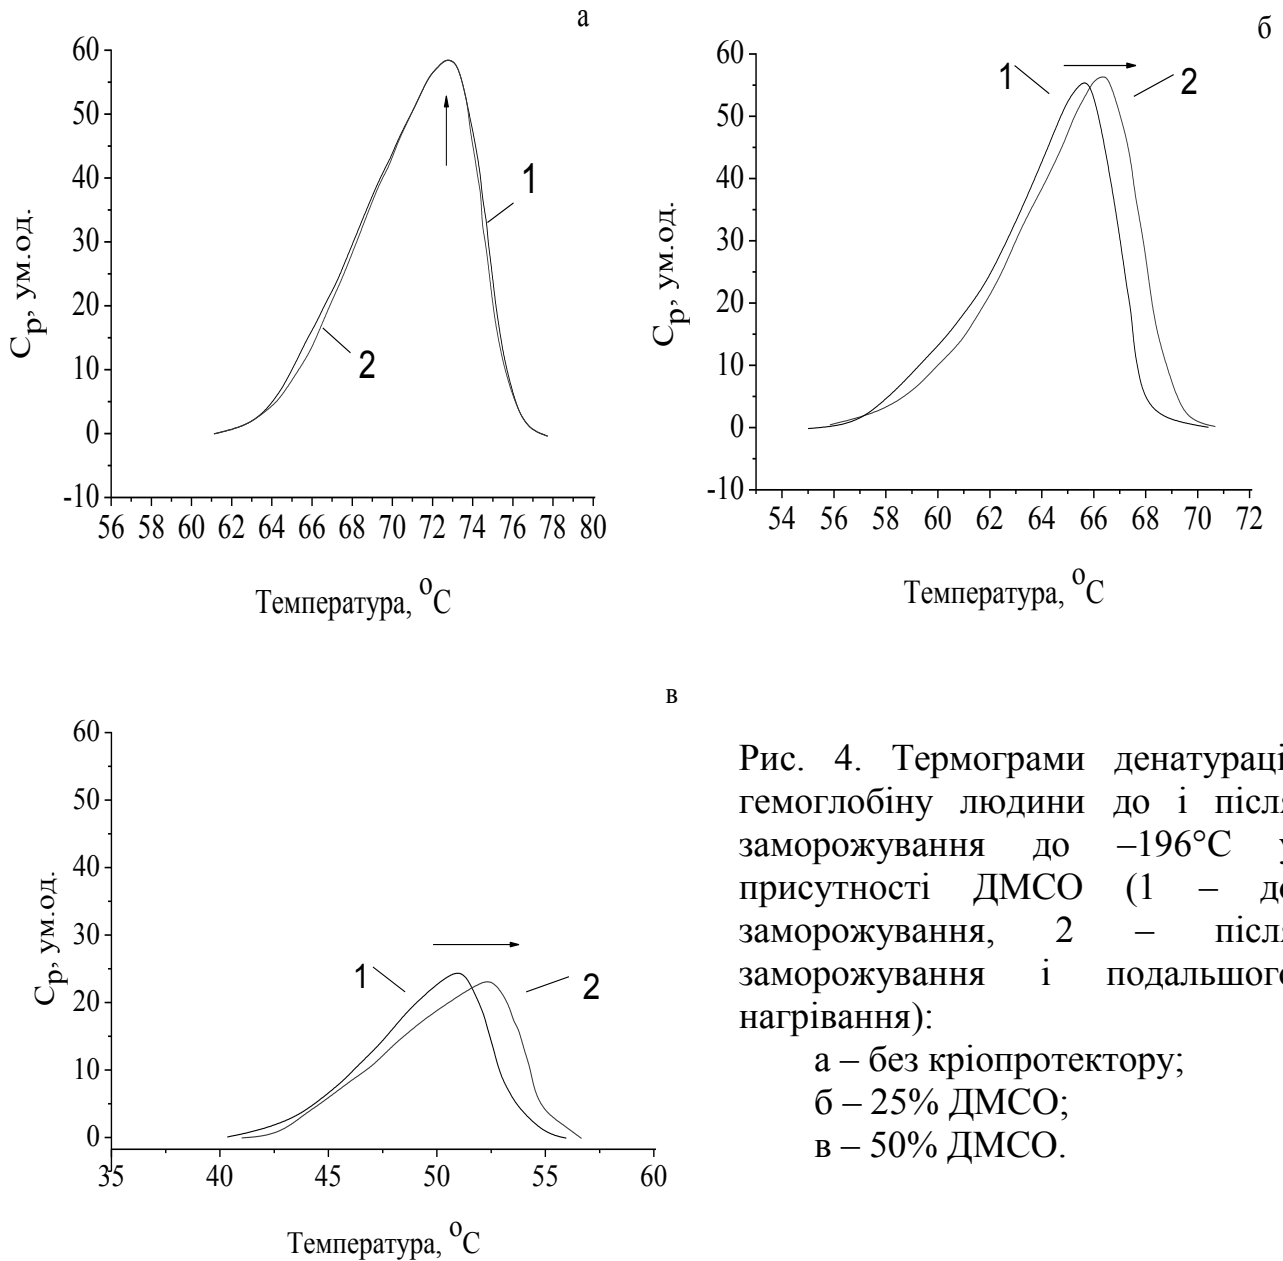 а
60
50
40
30
20
10
0
-10
56 58 60 62 64 66 68 70 72 74 76 78 80
Cp, ум.од.
Температура, ⁰C
1
2
б
60
50
40
30
20
10
0
-10
54 56 58 60 62 64 66 68 70 72
Cp, ум.од.
Температура, ⁰C
1
2
в
60
50
40
30
20
10
0
35 40 45 50 55 60
Cp, ум.од.
Температура, ⁰C
1
2
Рис. 4. Термограми денатураці
гемоглобіну людини до і після
заморожування до –196°С у
присутності ДМСО (1 – до
заморожування, 2 – після
заморожування і подальшого
нагрівання):
а – без кріопротектору;
б – 25% ДМСО;
в – 50% ДМСО.